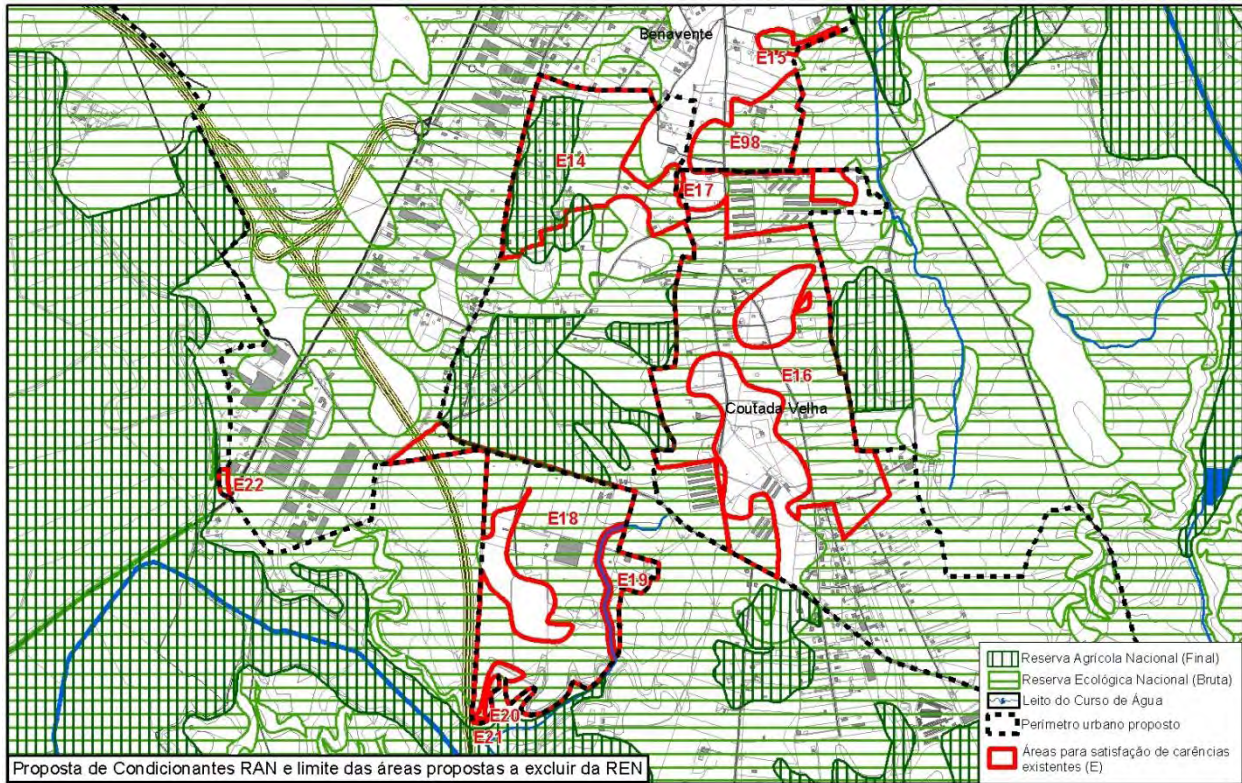 Benavente
E15
E98
E14
E17
E16
Coutada Velha
E22
E18
E19
E20
E21
Reserva Agrícola Nacional (Final)
Reserva Ecológica Nacional (Bruta)
Leito do Curso de Água
Perímetro urbano proposto
Áreas para satisfação de carências
existentes (E)
Proposta de Condicionantes RAN e limite das áreas propostas a excluir da REN